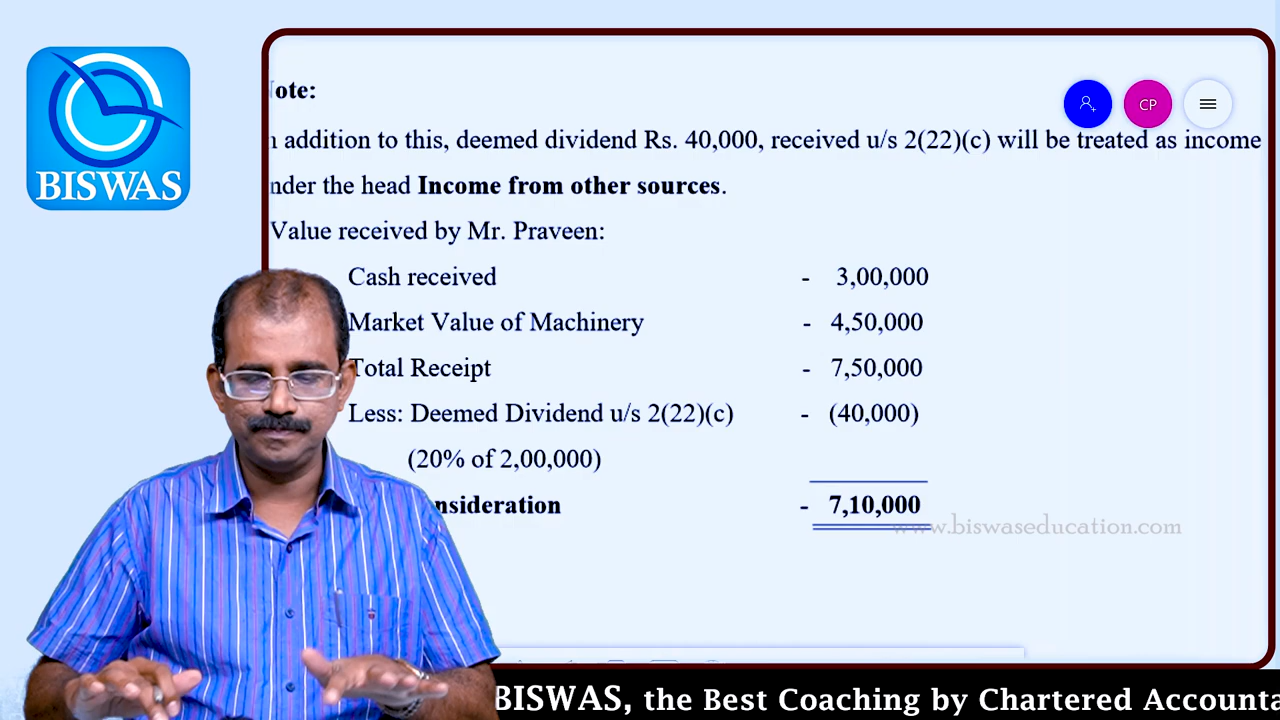 BISWAS
ote:
CP
addition to this, deemed dividend Rs. 40,000, received u/s 2(22)(c) will be treated as income
nder the head Income from other sources.
Value received by Mr. Praveen:
Cash received - 3,00,000
Market Value of Machinery - 4,50,000
Total Receipt - 7,50,000
Less: Deemed Dividend u/s 2(22)(c) - (40,000)
(20% of 2,00,000)
nsideration - 7,10,000
www.biswaseducation.com
BISWAS, the Best Coaching by Chartered Accounta